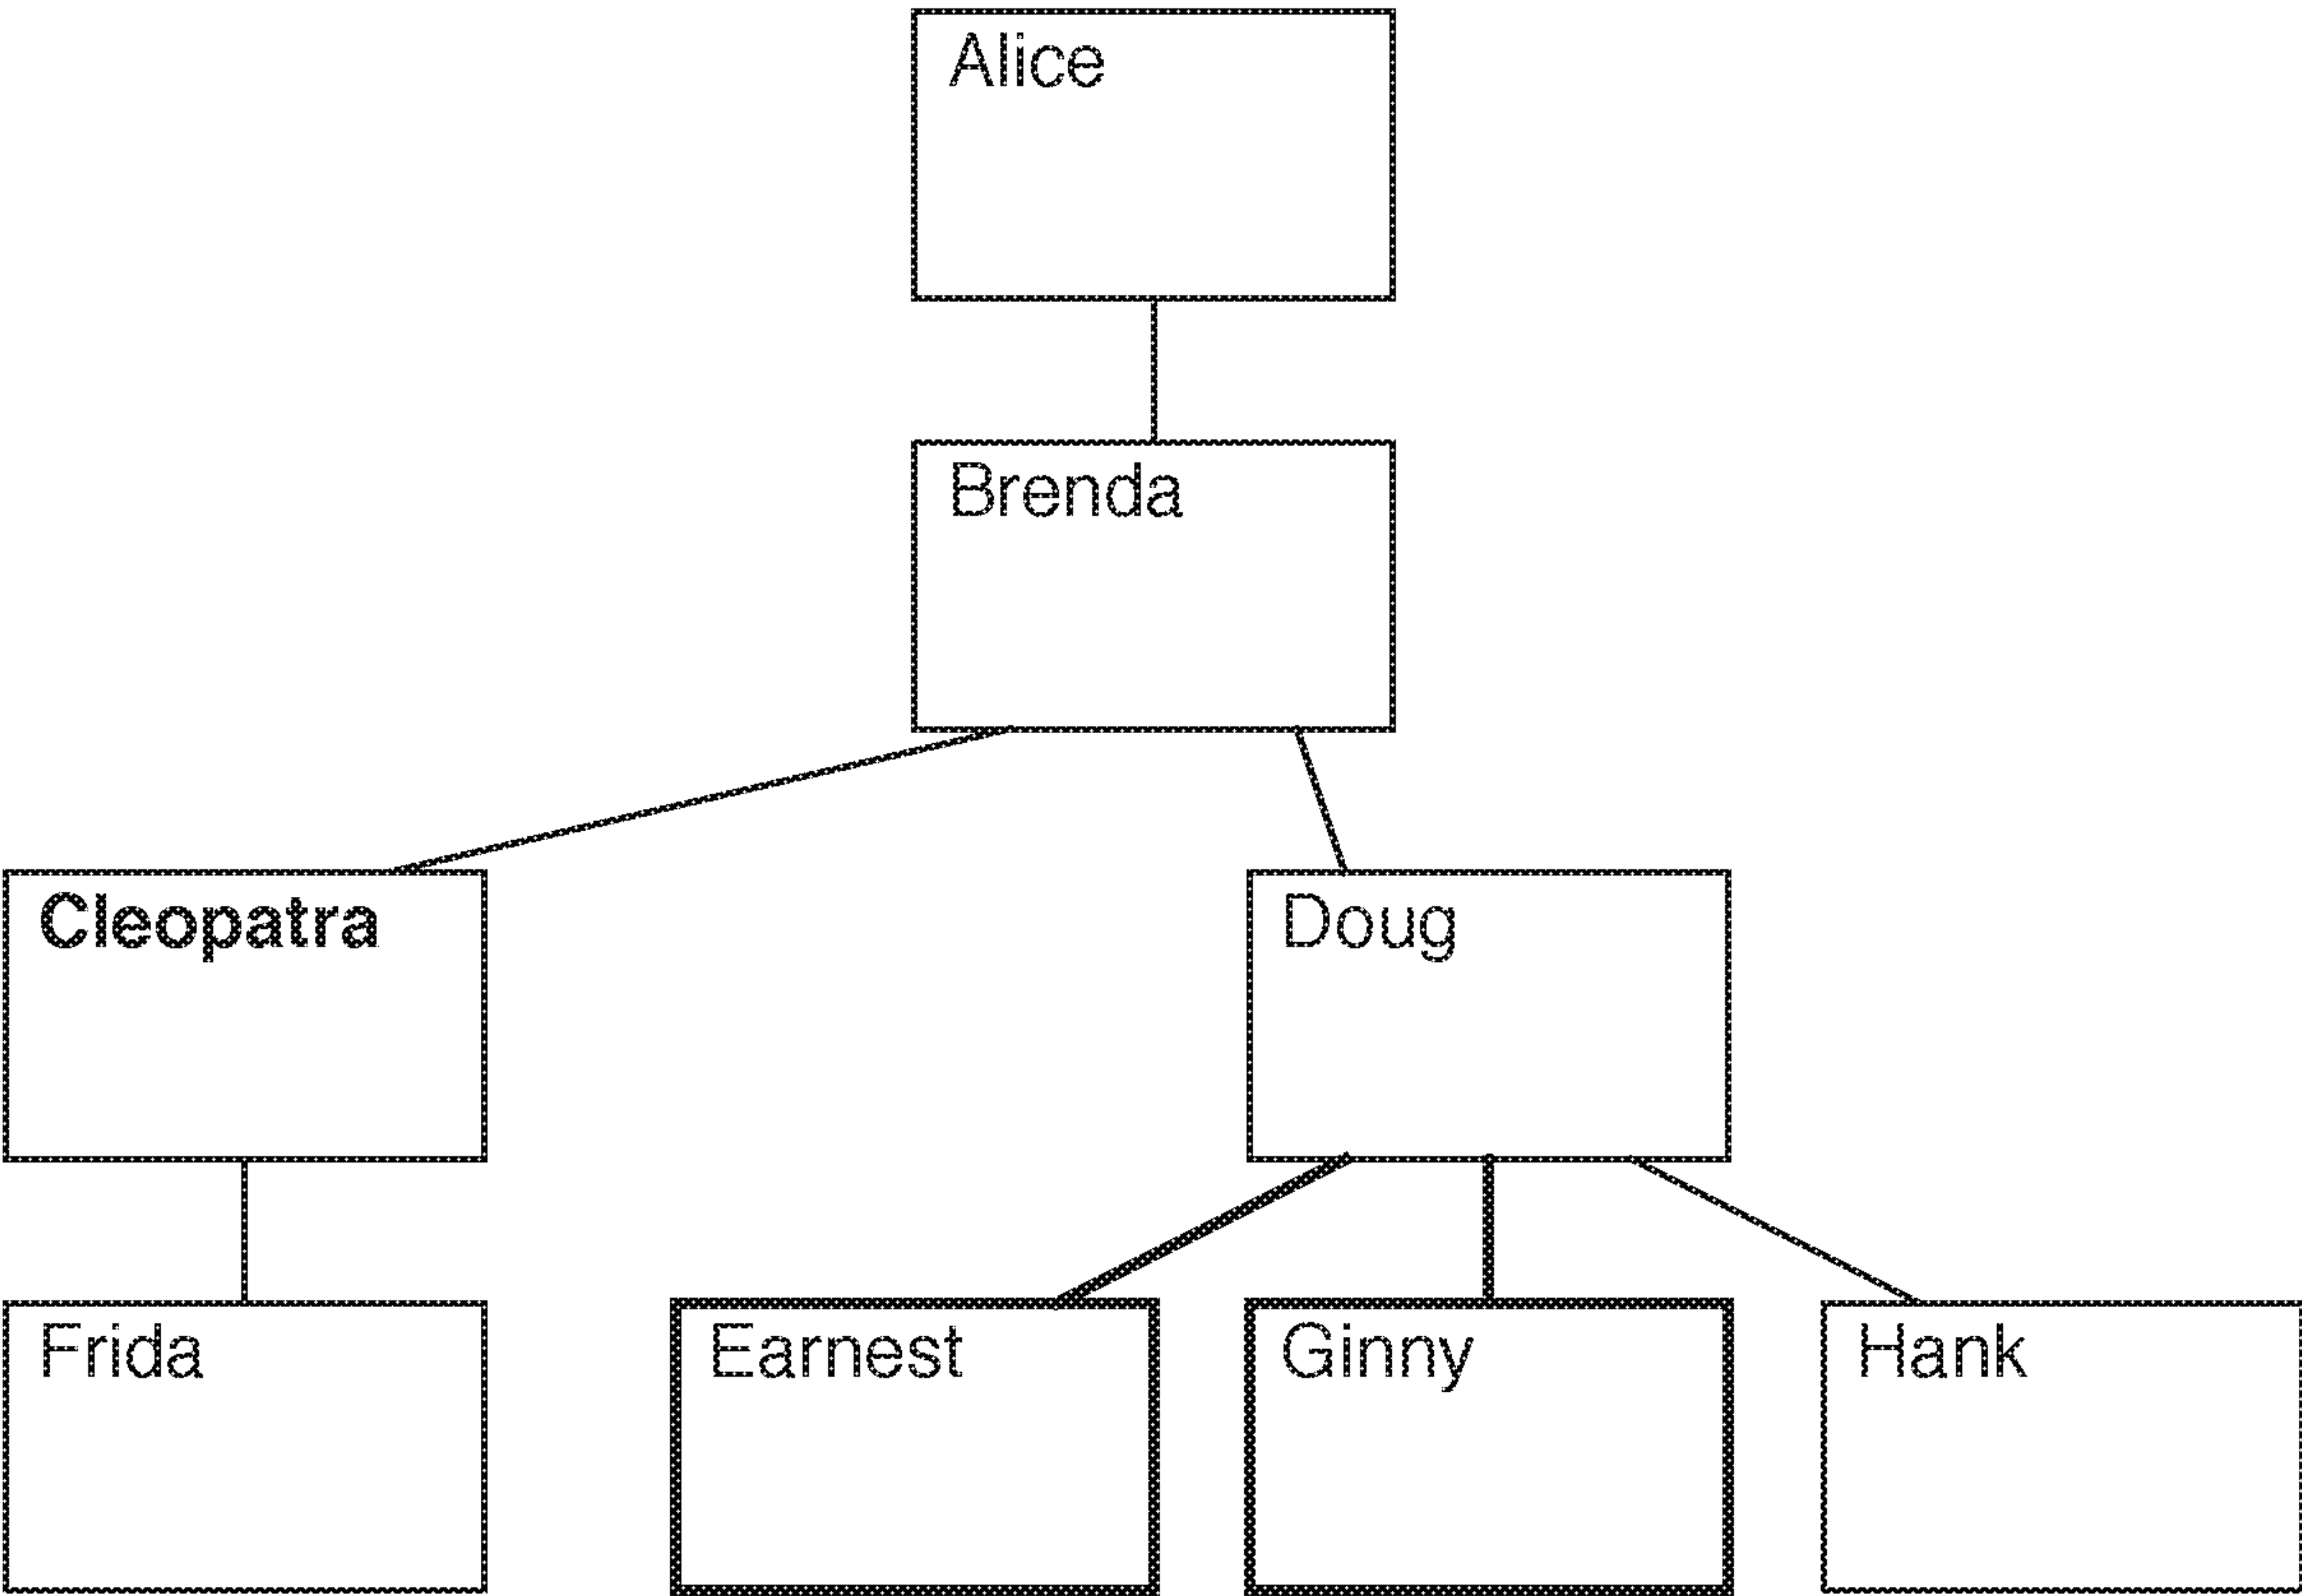 Alice
Brenda
Cleopatra
Doug
Frida
Earnest
Ginny
Hank